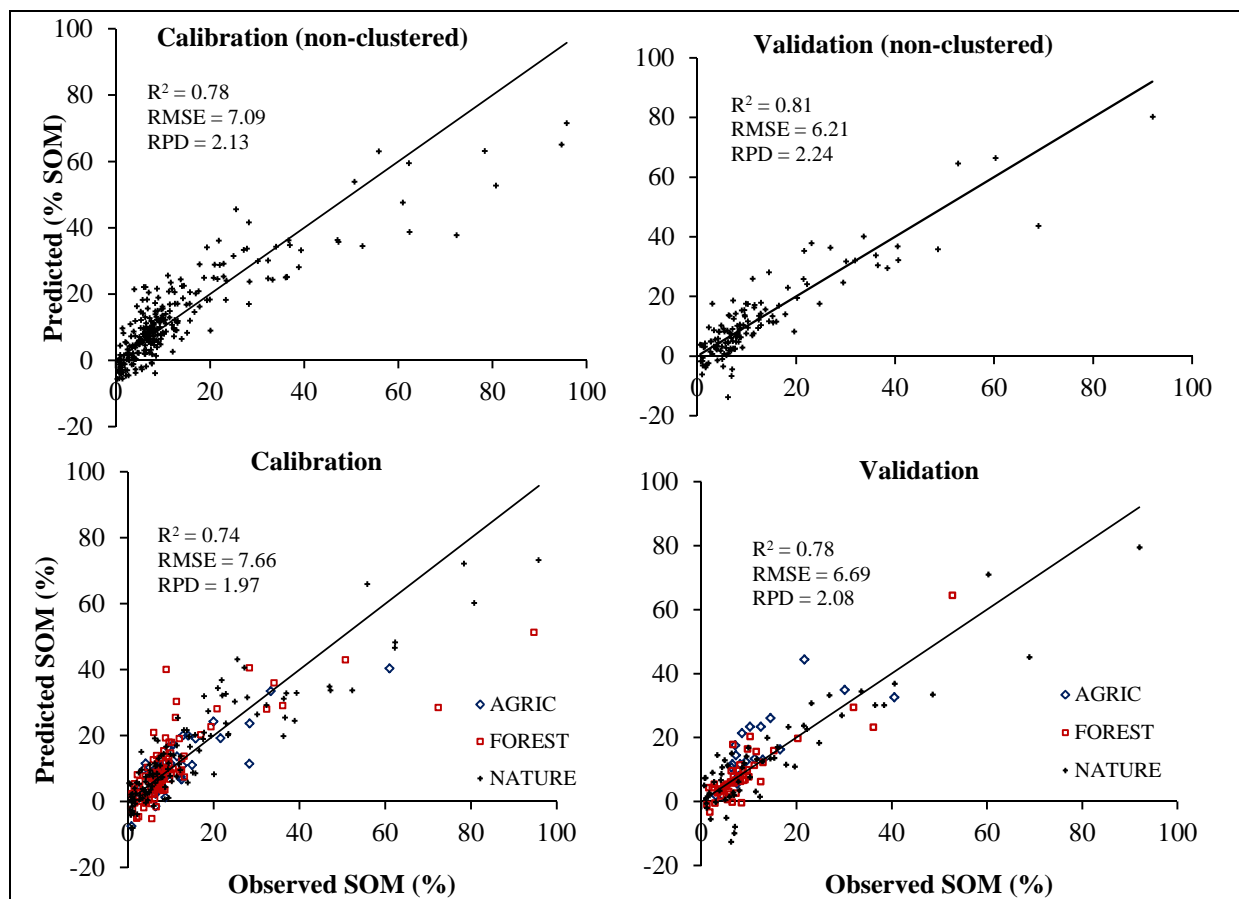 Calibration (non-clustered)
R² = 0.78
RMSE = 7.09
RPD = 2.13
Predicted (% SOM)
100
80
60
40
20
0
-20
0
20
40
60
80
100
Validation (non-clustered)
R² = 0.81
RMSE = 6.21
RPD = 2.24
100
80
60
40
20
0
-20
0
20
40
60
80
100
Calibration
R² = 0.74
RMSE = 7.66
RPD = 1.97
Predicted SOM (%)
100
80
60
40
20
0
-20
0
20
40
60
80
100
AGRIC
FOREST
NATURE
Observed SOM (%)
Validation
R² = 0.78
RMSE = 6.69
RPD = 2.08
100
80
60
40
20
0
-20
0
20
40
60
80
100
AGRIC
FOREST
NATURE
Observed SOM (%)